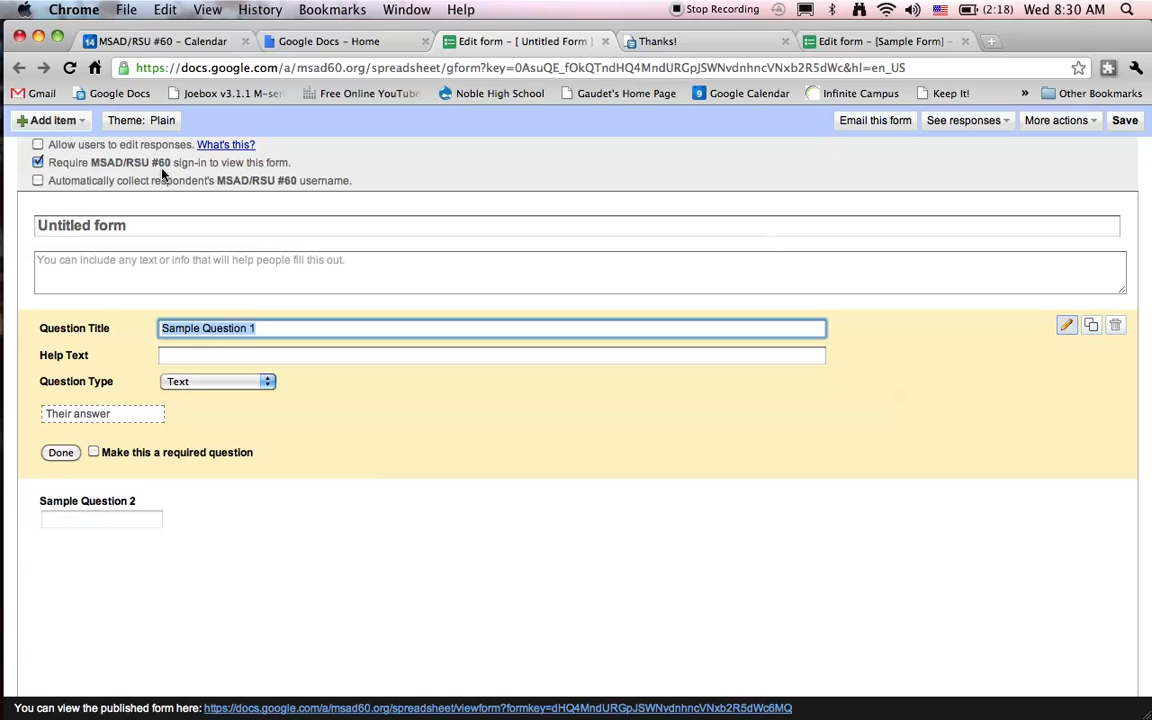 Chrome File Edit View History Bookmarks Window Help Stop Recording (2:18) Wed 8:30 AM
14 MSAD/RSU #60 – Calendar Google Docs – Home Edit form – [ Untitled Form ] Thanks! Edit form – [Sample Form] –
https://docs.google.com/a/msad60.org/spreadsheet/gform?key=0AsuQE_fOkQTndHQ4MndURGpJSWNvdnhncVNxb2R5dWc&hl=en_US
Gmail Google Docs Joebox v3.1.1 M-ser Free Online YouTub Noble High School Gaudet's Home Page 9 Google Calendar Infinite Campus Keep It! » Other Bookmarks
Add item Theme: Plain Email this form See responses More actions Save
Allow users to edit responses. What's this?
Require MSAD/RSU #60 sign-in to view this form.
Automatically collect respondent's MSAD/RSU #60 username.
Untitled form
You can include any text or info that will help people fill this out.
Question Title Sample Question 1
Help Text
Question Type Text
Their answer
Done Make this a required question
Sample Question 2
You can view the published form here: https://docs.google.com/a/msad60.org/spreadsheet/viewform?formkey=dHQ4MndURGpJSWNvdnhncVNxb2R5dWc6MQ